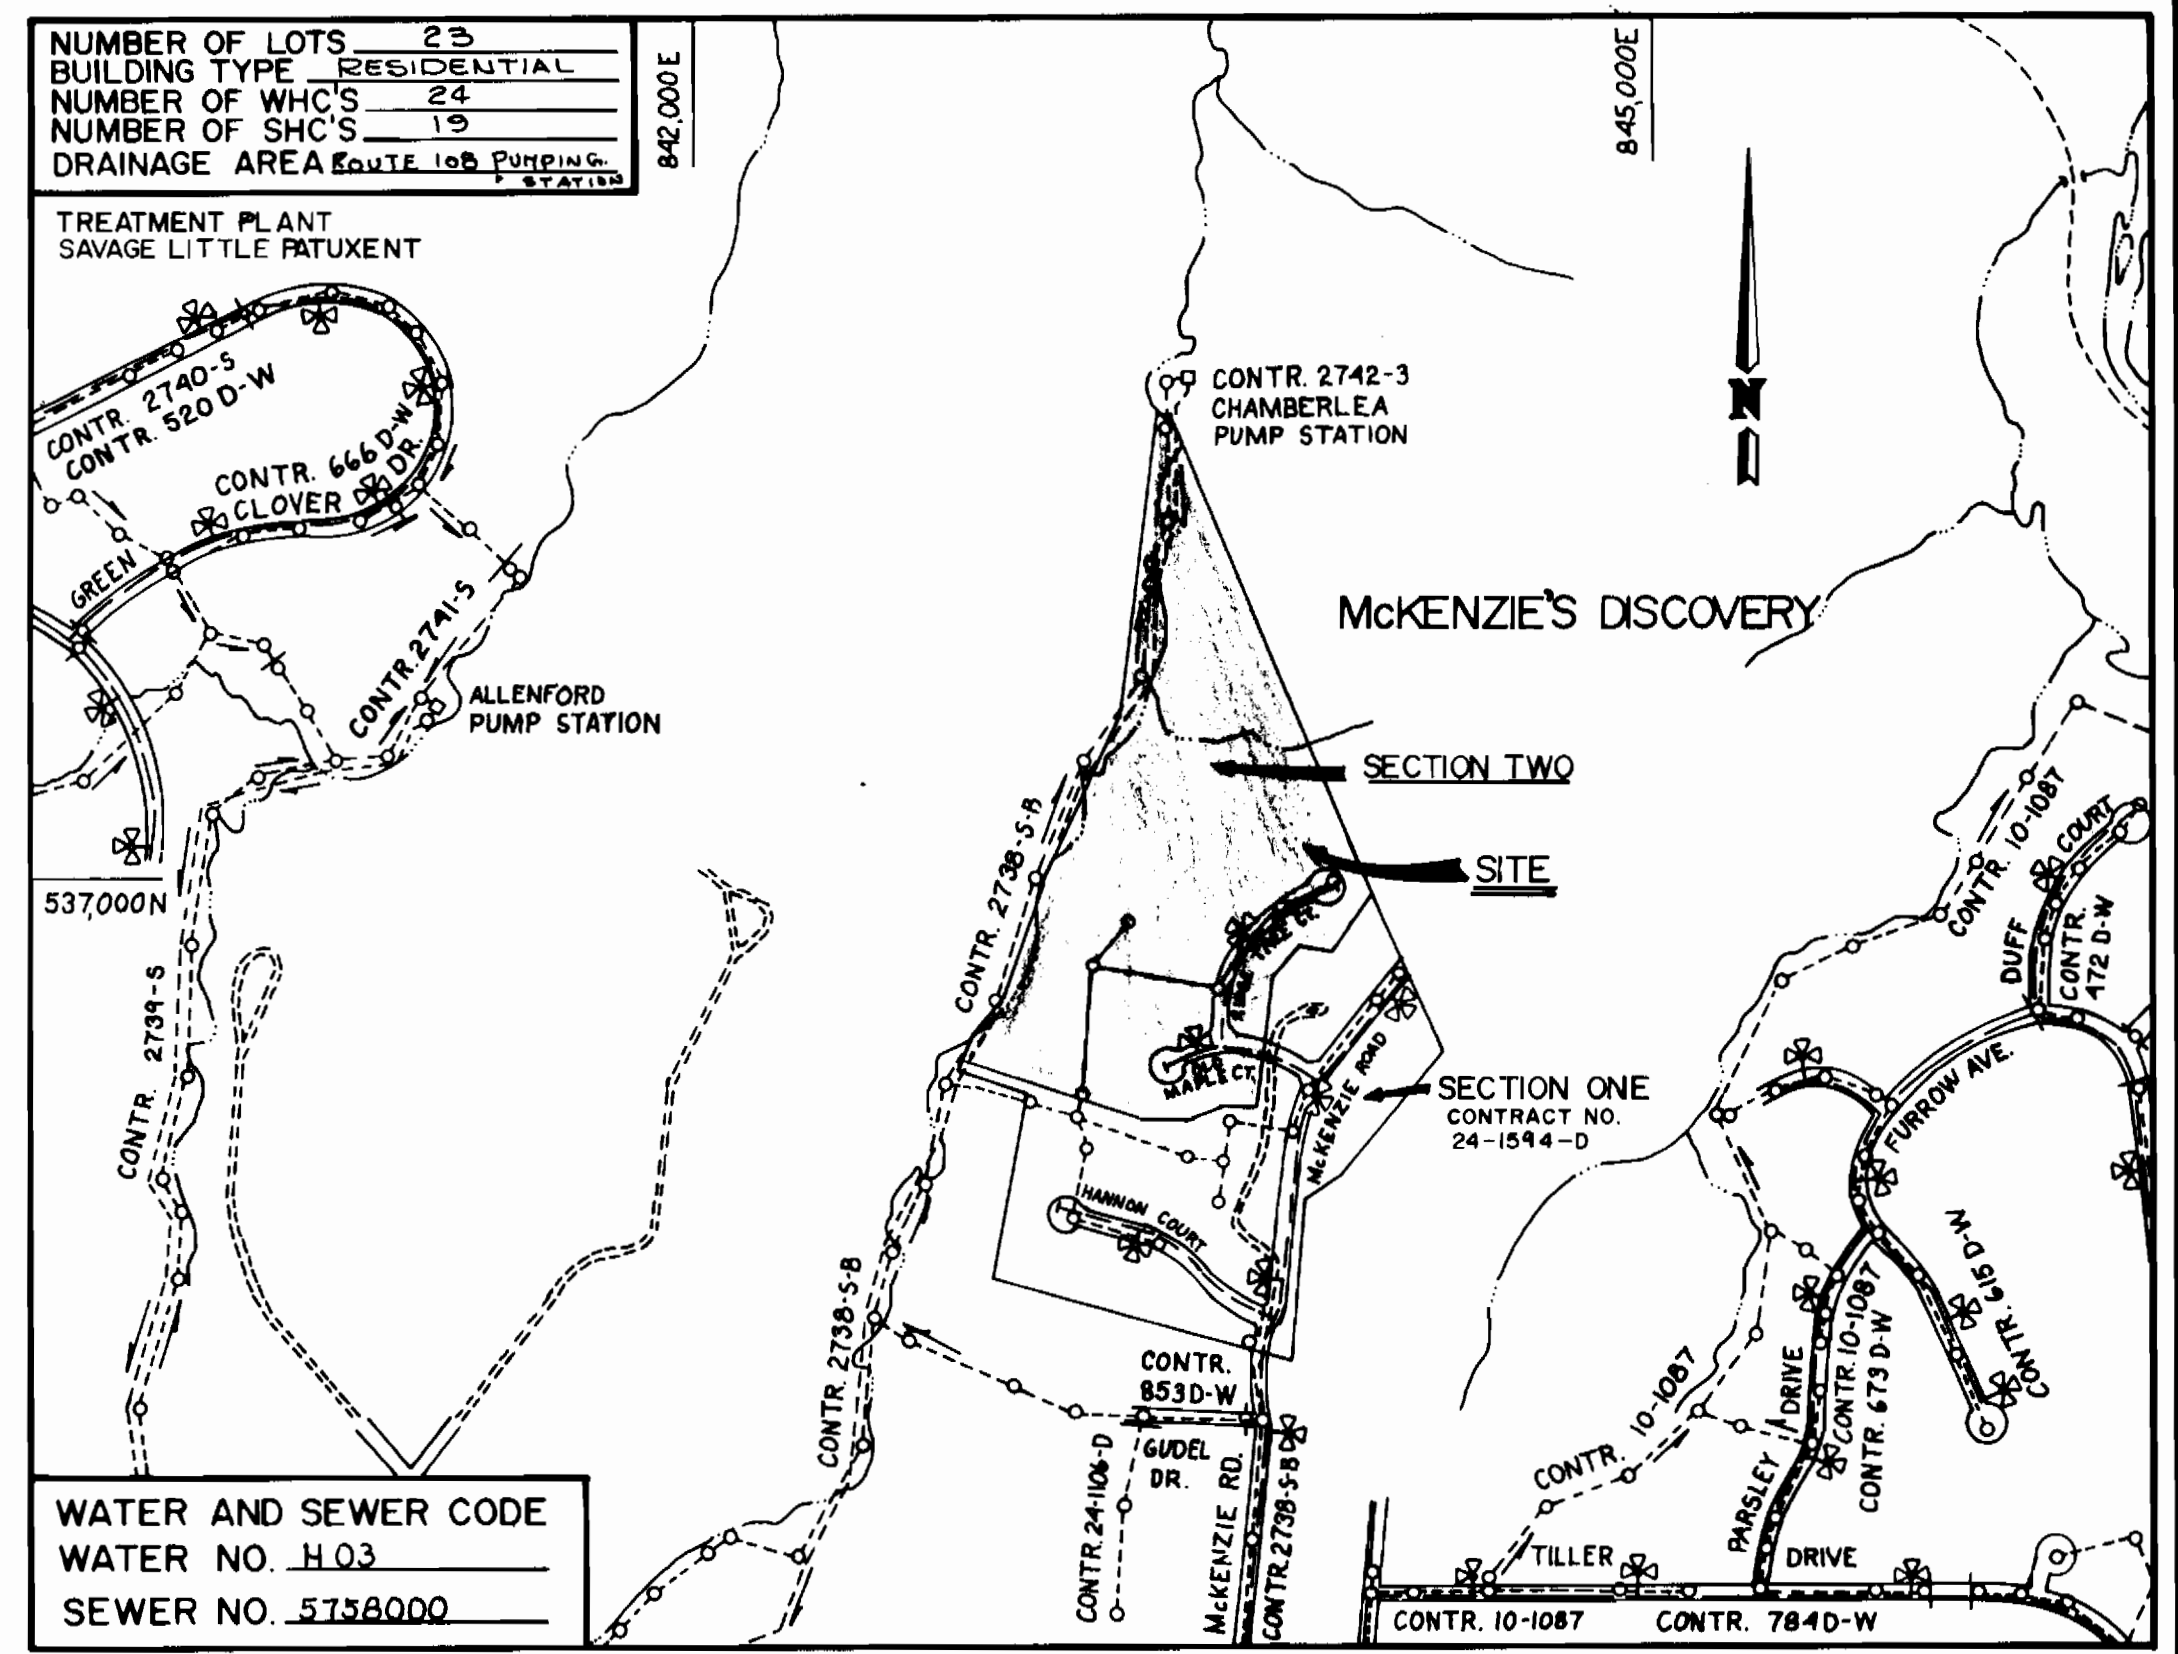 NUMBER OF LOTS 23
BUILDING TYPE RESIDENTIAL
NUMBER OF WHC'S 24
NUMBER OF SHC'S 19
DRAINAGE AREA ROUTE 108 PUMPING
STATION
842,000E
845,000E
TREATMENT PLANT
SAVAGE LITTLE PATUXENT
CONTR. 2740-S
CONTR. 520 D-W
CONTR. 666 D-W
GREEN CLOVER DR.
CONTR. 2741-S
ALLENFORD
PUMP STATION
CONTR. 2742-3
CHAMBERLEA
PUMP STATION
N
McKENZIE'S DISCOVERY
SECTION TWO
SITE
537,000N
CONTR. 2739-S
CONTR. 2738-S-B
TREE CT.
OLD
MAPLE CT.
McKENZIE ROAD
SECTION ONE
CONTRACT NO.
24-1594-D
HANNON COURT
CONTR. 2738-S-B
CONTR.
853D-W
GUDEL
DR.
CONTR. 24-1106-D
McKENZIE RD.
CONTR. 2738-S-B
CONTR. 10-1087
DUFF COURT
CONTR.
472 D-W
FURROW AVE.
CONTR. 615 D-W
CONTR. 10-1087
PARSLEY DRIVE
CONTR. 10-1087
CONTR. 673 D-W
TILLER DRIVE
CONTR. 10-1087
CONTR. 784D-W
WATER AND SEWER CODE
WATER NO. H03
SEWER NO. 5758000